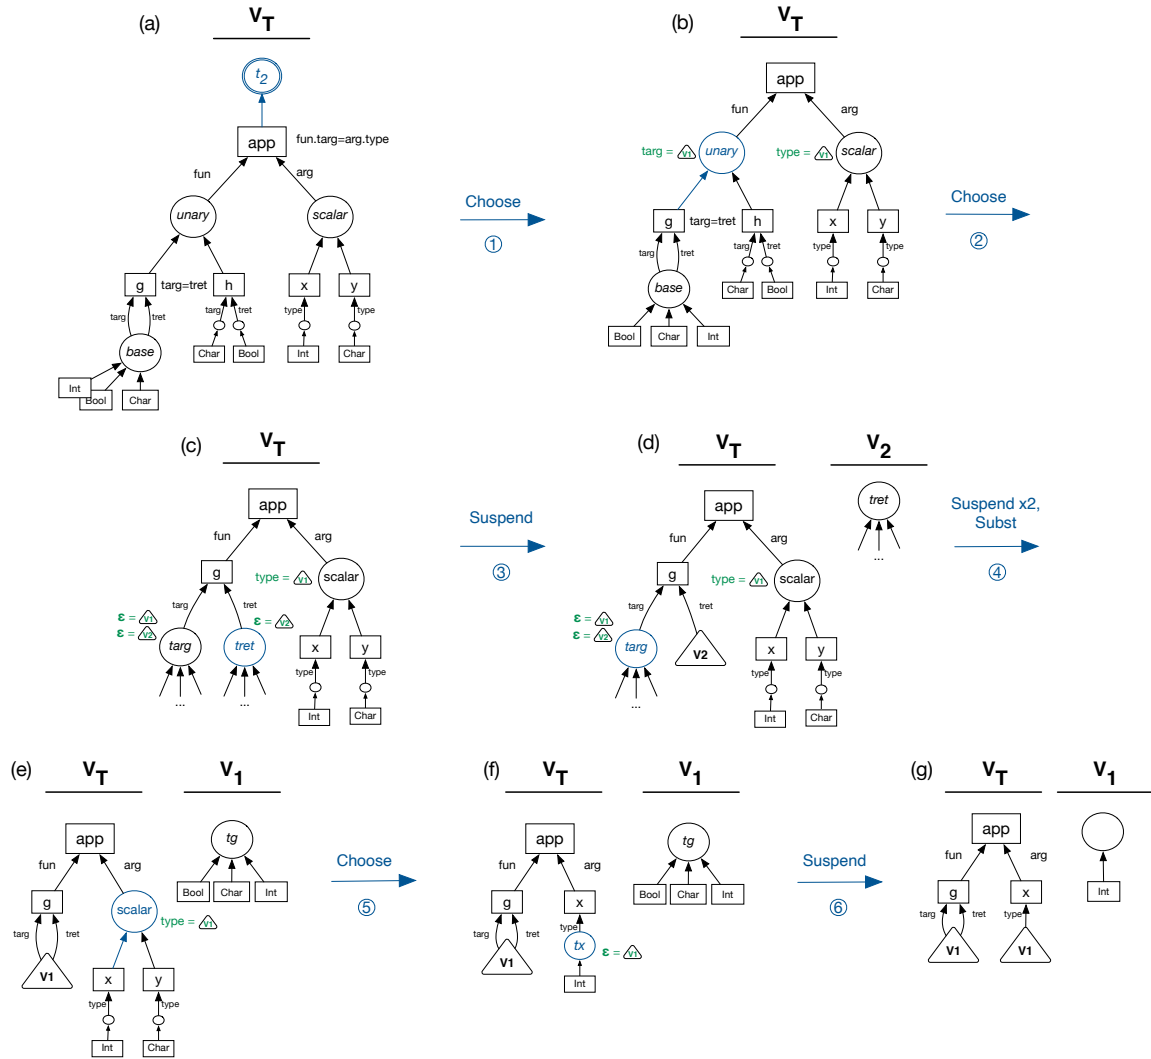 (a)
V_T
t_2
app
fun.targ=arg.type
fun
arg
unary
scalar
g
targ=tret
h
x
y
targ
tret
targ
tret
type
type
base
Char
Bool
Int
Char
Int
Bool
Char
Choose
①
(b)
V_T
app
fun
arg
targ = V1
unary
type = V1
scalar
g
targ=tret
h
x
y
targ
tret
targ
tret
type
type
base
Char
Bool
Int
Char
Bool
Char
Int
Choose
②
(c)
V_T
app
fun
arg
g
type = V1
scalar
targ
tret
ε = V1
ε = V2
ε = V2
targ
tret
x
y
type
type
...
...
Int
Char
Suspend
③
(d)
V_T
V_2
app
tret
...
fun
arg
g
type = V1
scalar
targ
tret
ε = V1
ε = V2
targ
V2
x
y
type
type
...
Int
Char
Suspend x2,
Subst
④
(e)
V_T
V_1
app
tg
fun
arg
Bool
Char
Int
g
scalar
type = V1
targ
tret
V1
x
y
type
type
Int
Char
Choose
⑤
(f)
V_T
V_1
app
tg
fun
arg
Bool
Char
Int
g
x
targ
tret
type
V1
tx
ε = V1
Int
Suspend
⑥
(g)
V_T
V_1
app
fun
arg
Int
g
x
targ
tret
type
V1
V1